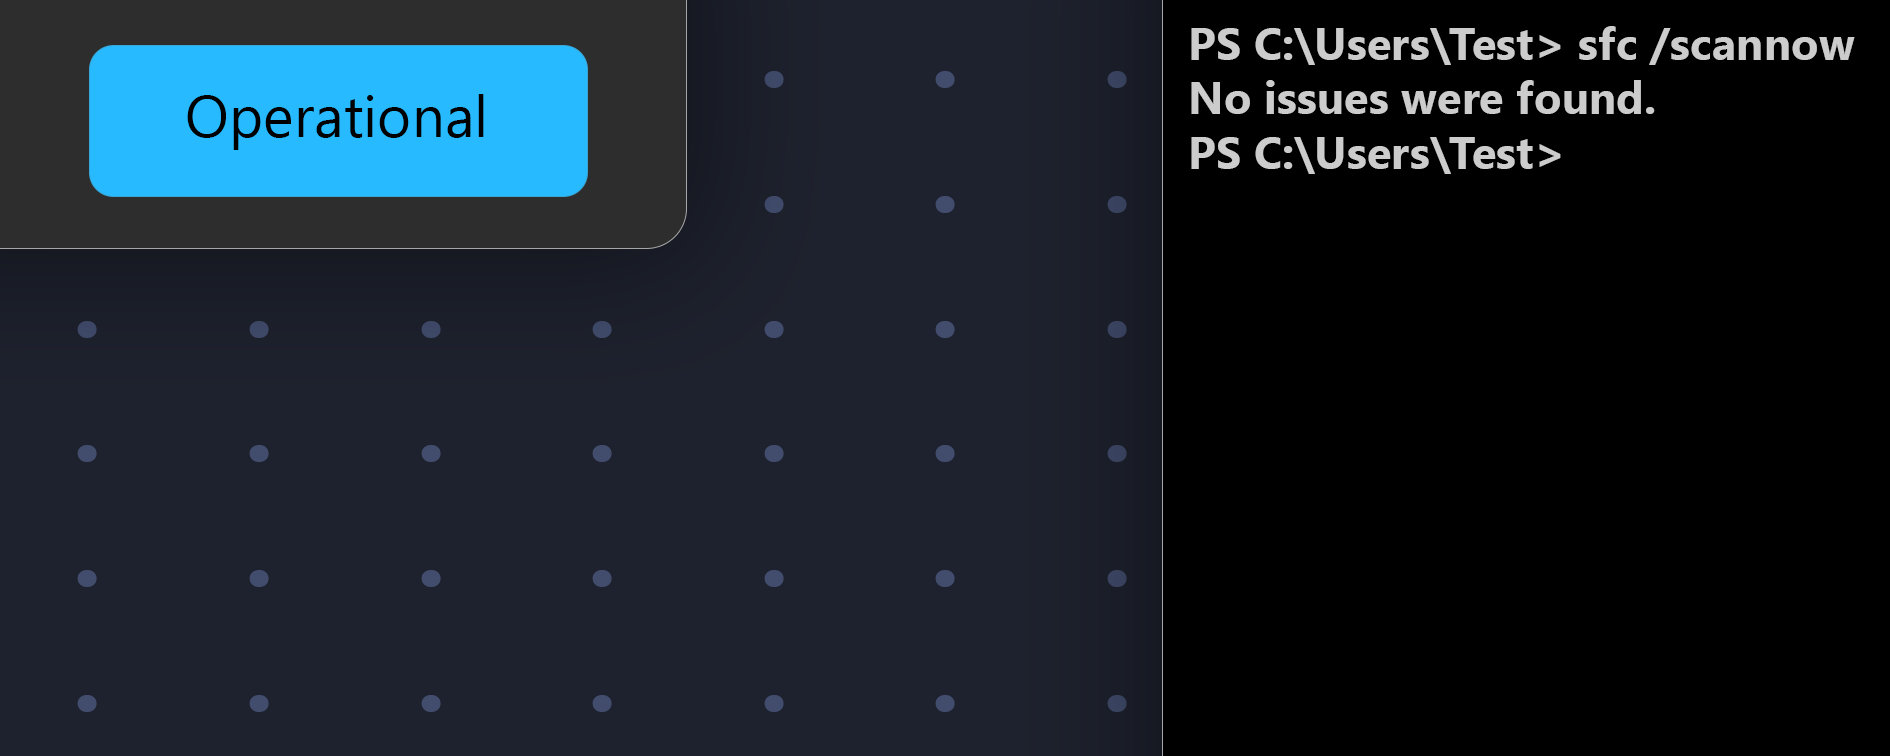 Operational
PS C:\Users\Test> sfc /scannow
No issues were found.
PS C:\Users\Test>